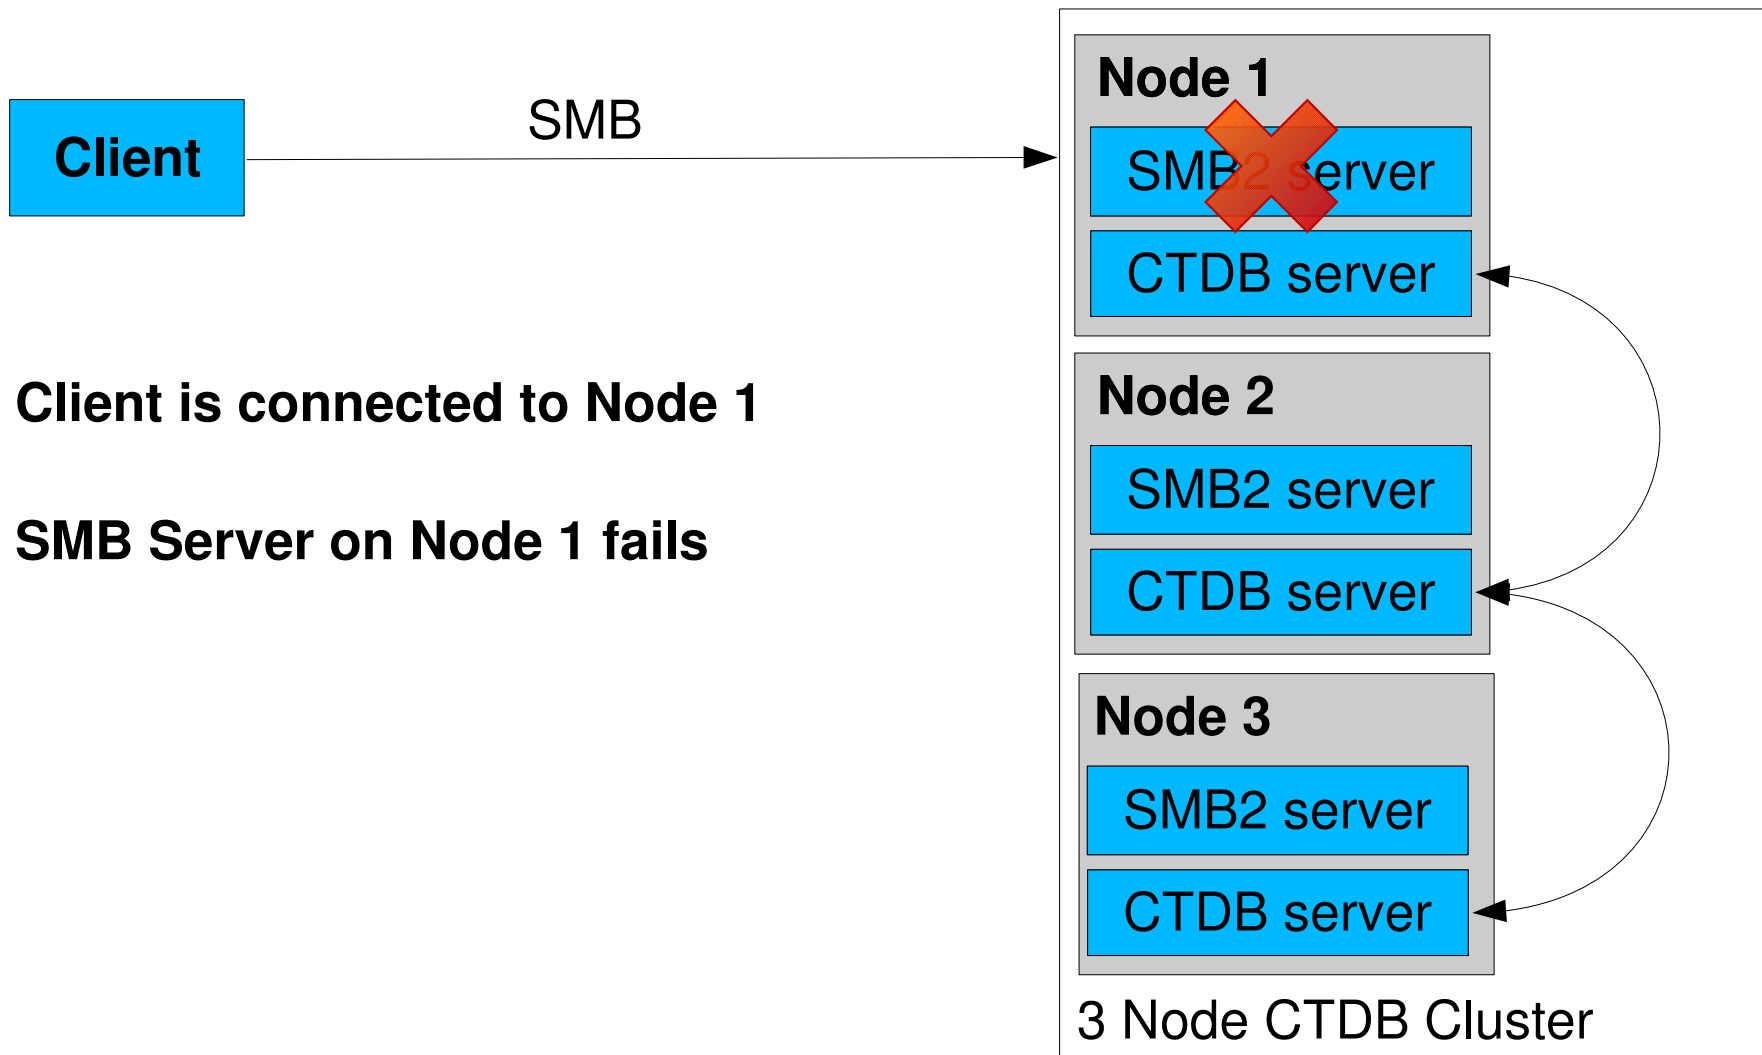 Client
SMB
Node 1
SMB2 server
CTDB server
Client is connected to Node 1
SMB Server on Node 1 fails
Node 2
SMB2 server
CTDB server
Node 3
SMB2 server
CTDB server
3 Node CTDB Cluster